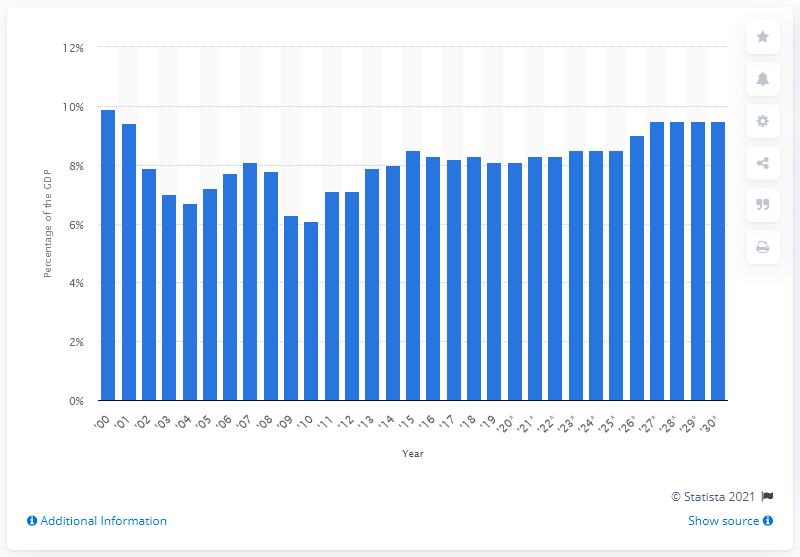 12%
10%
8%
6%
4%
2%
0%
Percentage of the GDP
'00 '01 '02 '03 '04 '05 '06 '07 '08 '09 '10 '11 '12 '13 '14 '15 '16 '17 '18 '19 '20* '21* '22* '23* '24* '25* '26* '27* '28* '29* '30*
Year
© Statista 2021
Additional Information
Show source